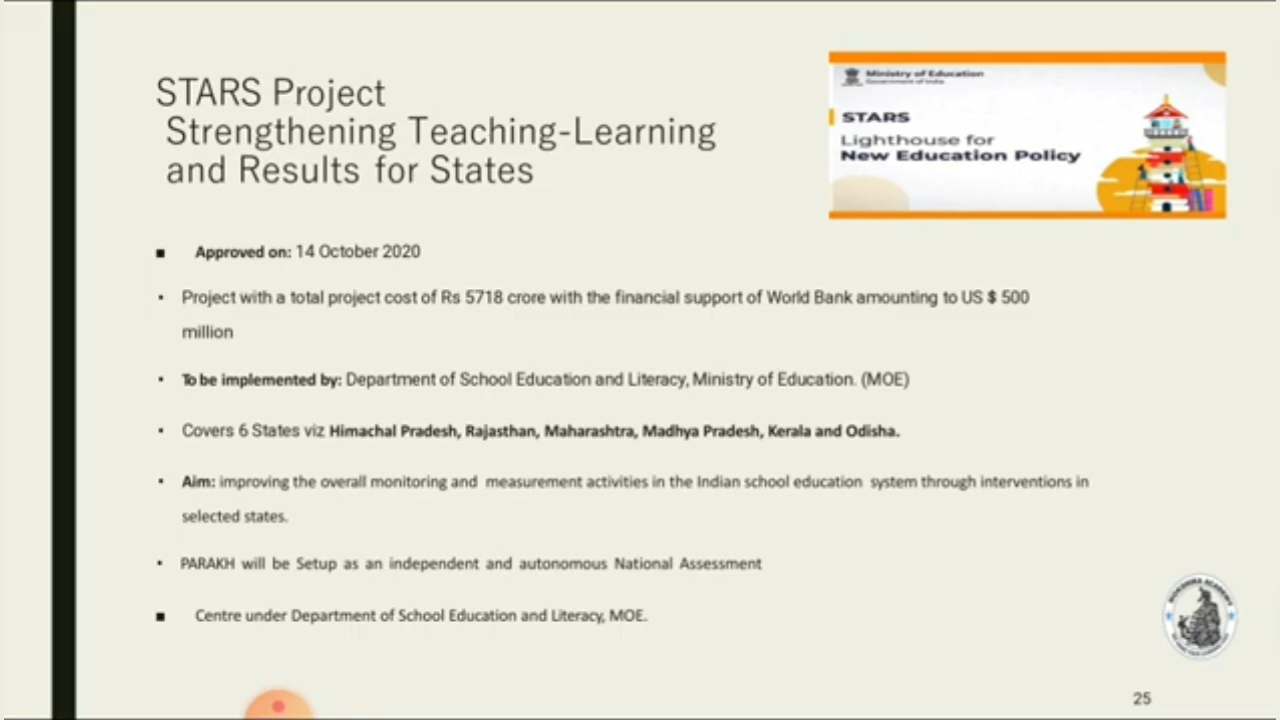 STARS Project
Strengthening Teaching-Learning
and Results for States
Ministry of Education
Government of India
STARS
Lighthouse for
New Education Policy
■ Approved on: 14 October 2020
• Project with a total project cost of Rs 5718 crore with the financial support of World Bank amounting to US $ 500
million
• To be implemented by: Department of School Education and Literacy, Ministry of Education. (MOE)
• Covers 6 States viz Himachal Pradesh, Rajasthan, Maharashtra, Madhya Pradesh, Kerala and Odisha.
• Aim: improving the overall monitoring and measurement activities in the Indian school education system through interventions in
selected states.
• PARAKH will be Setup as an independent and autonomous National Assessment
■ Centre under Department of School Education and Literacy, MOE.
25